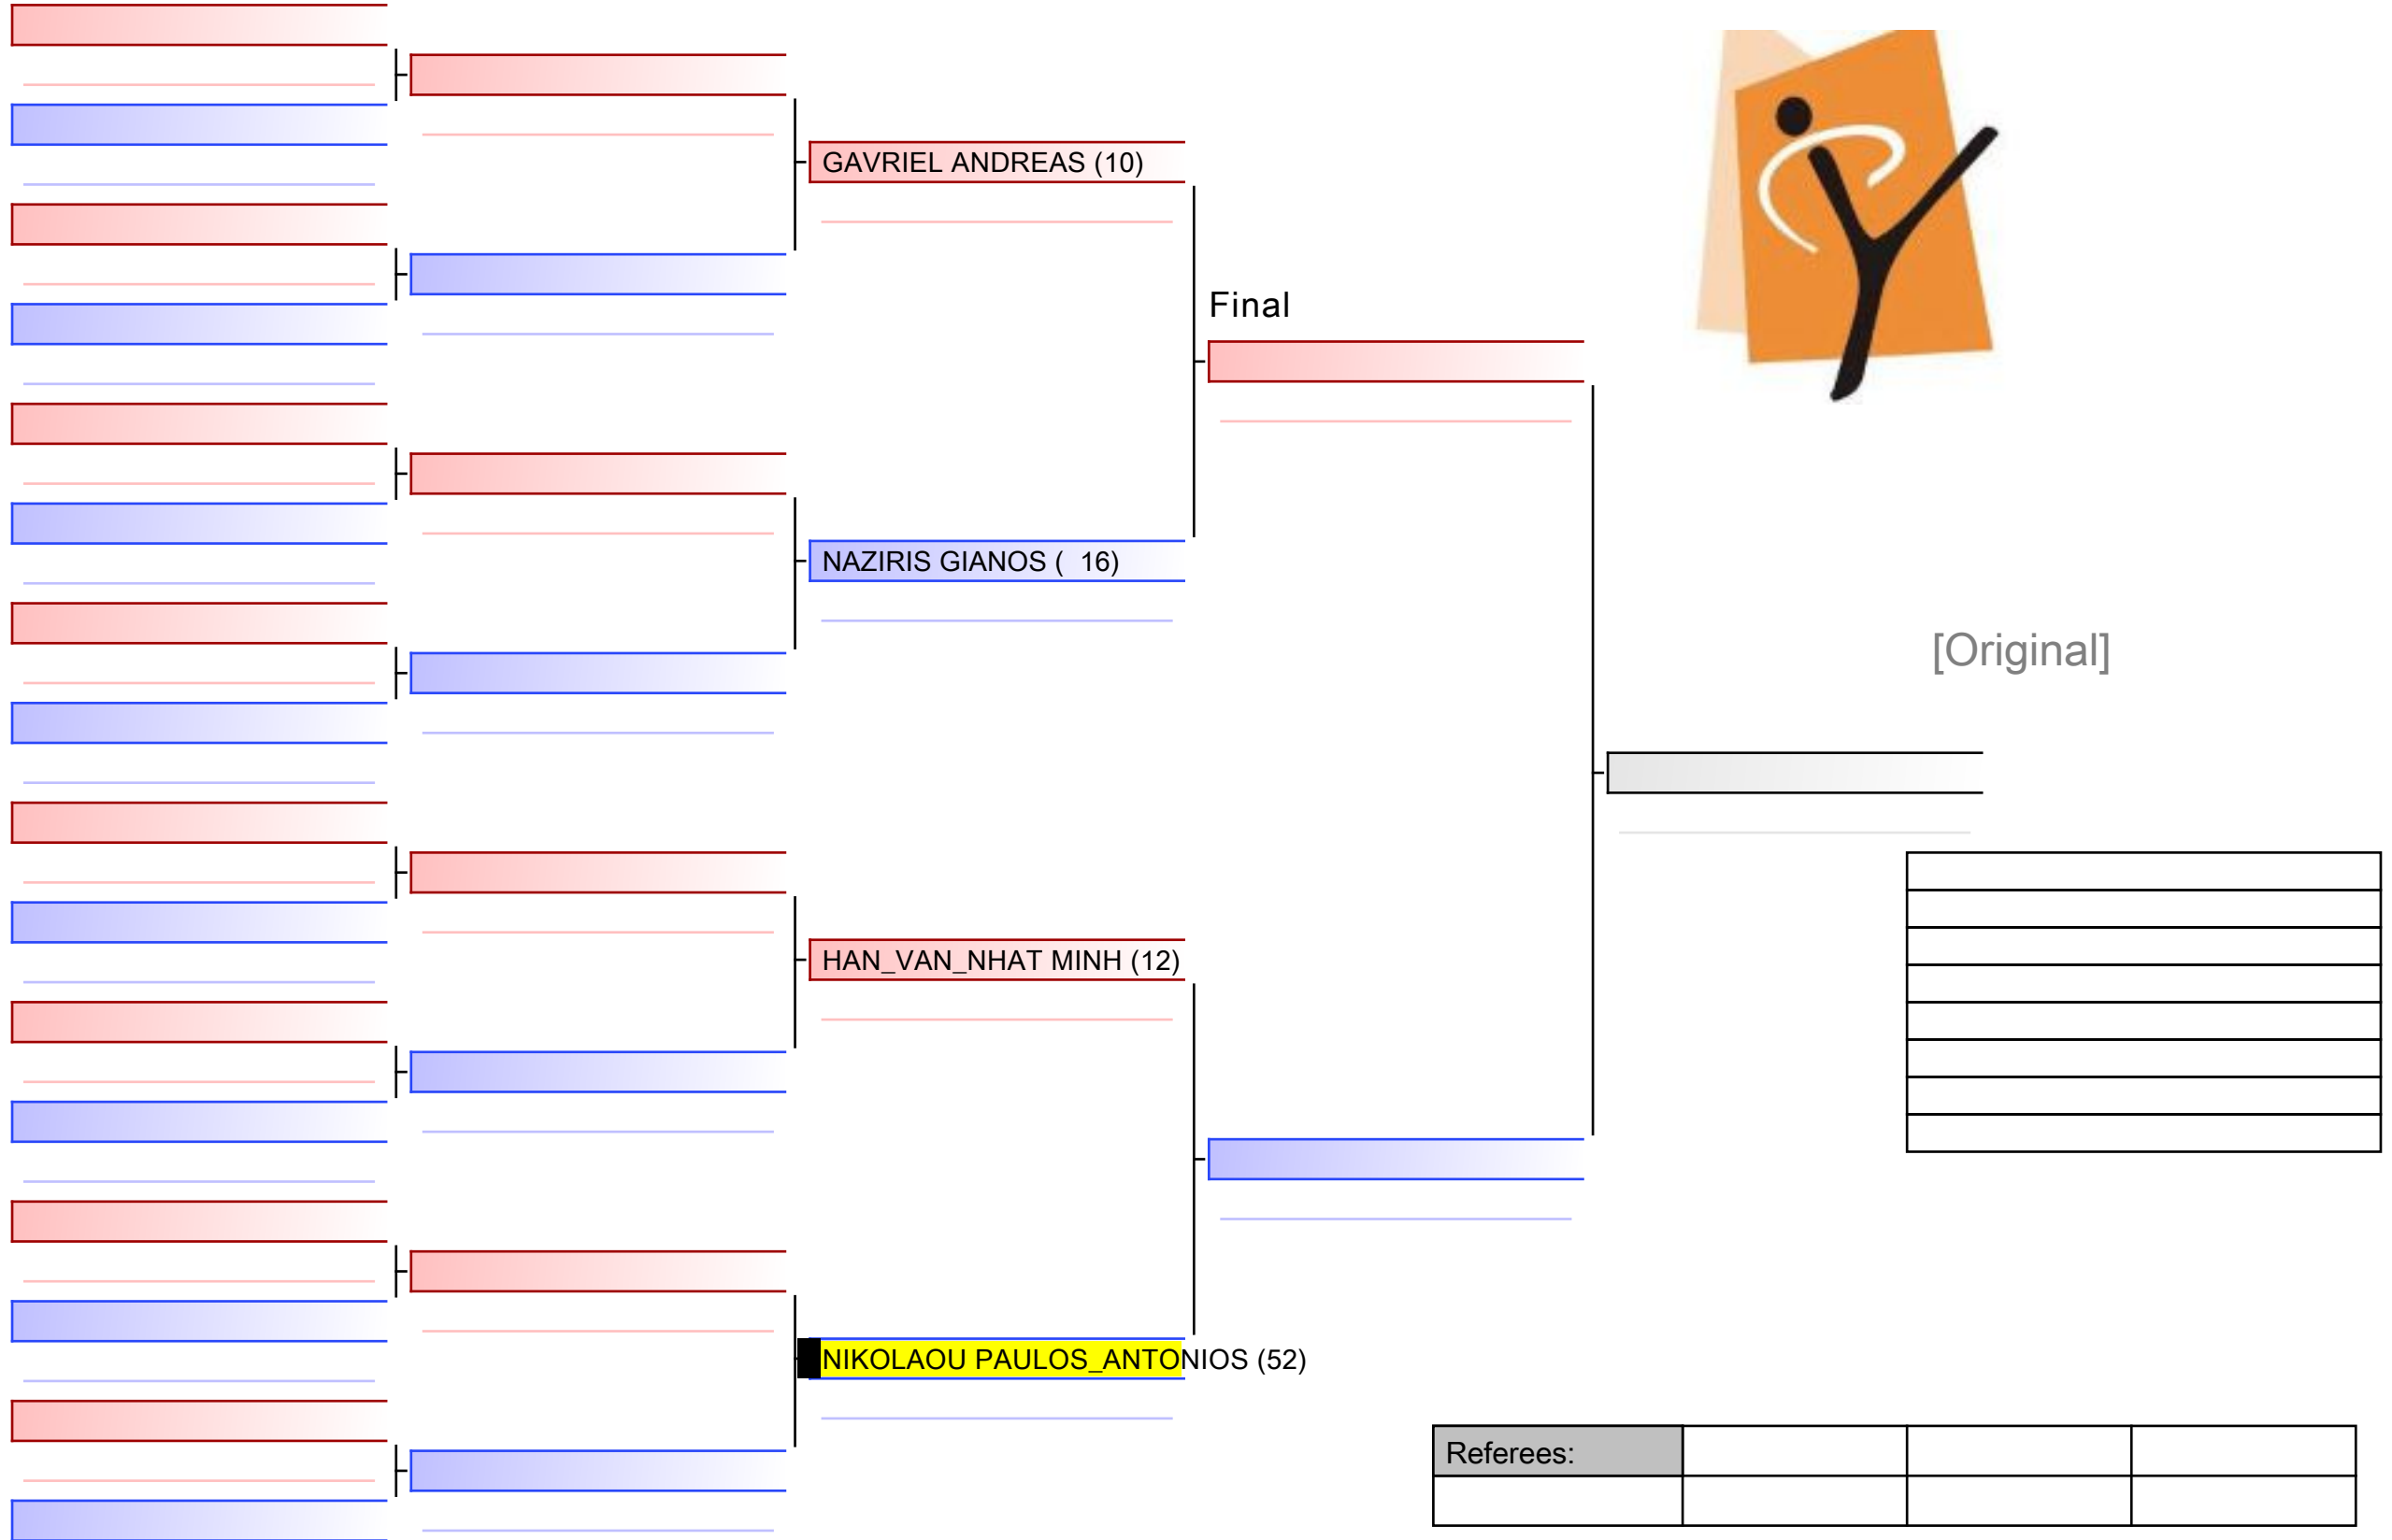 GAVRIEL ANDREAS (10)
Final
NAZIRIS GIANOS (  16)
[Original]
HAN_VAN_NHAT MINH (12)
NIKOLAOU PAULOS_ANTONIOS (52)
Referees: